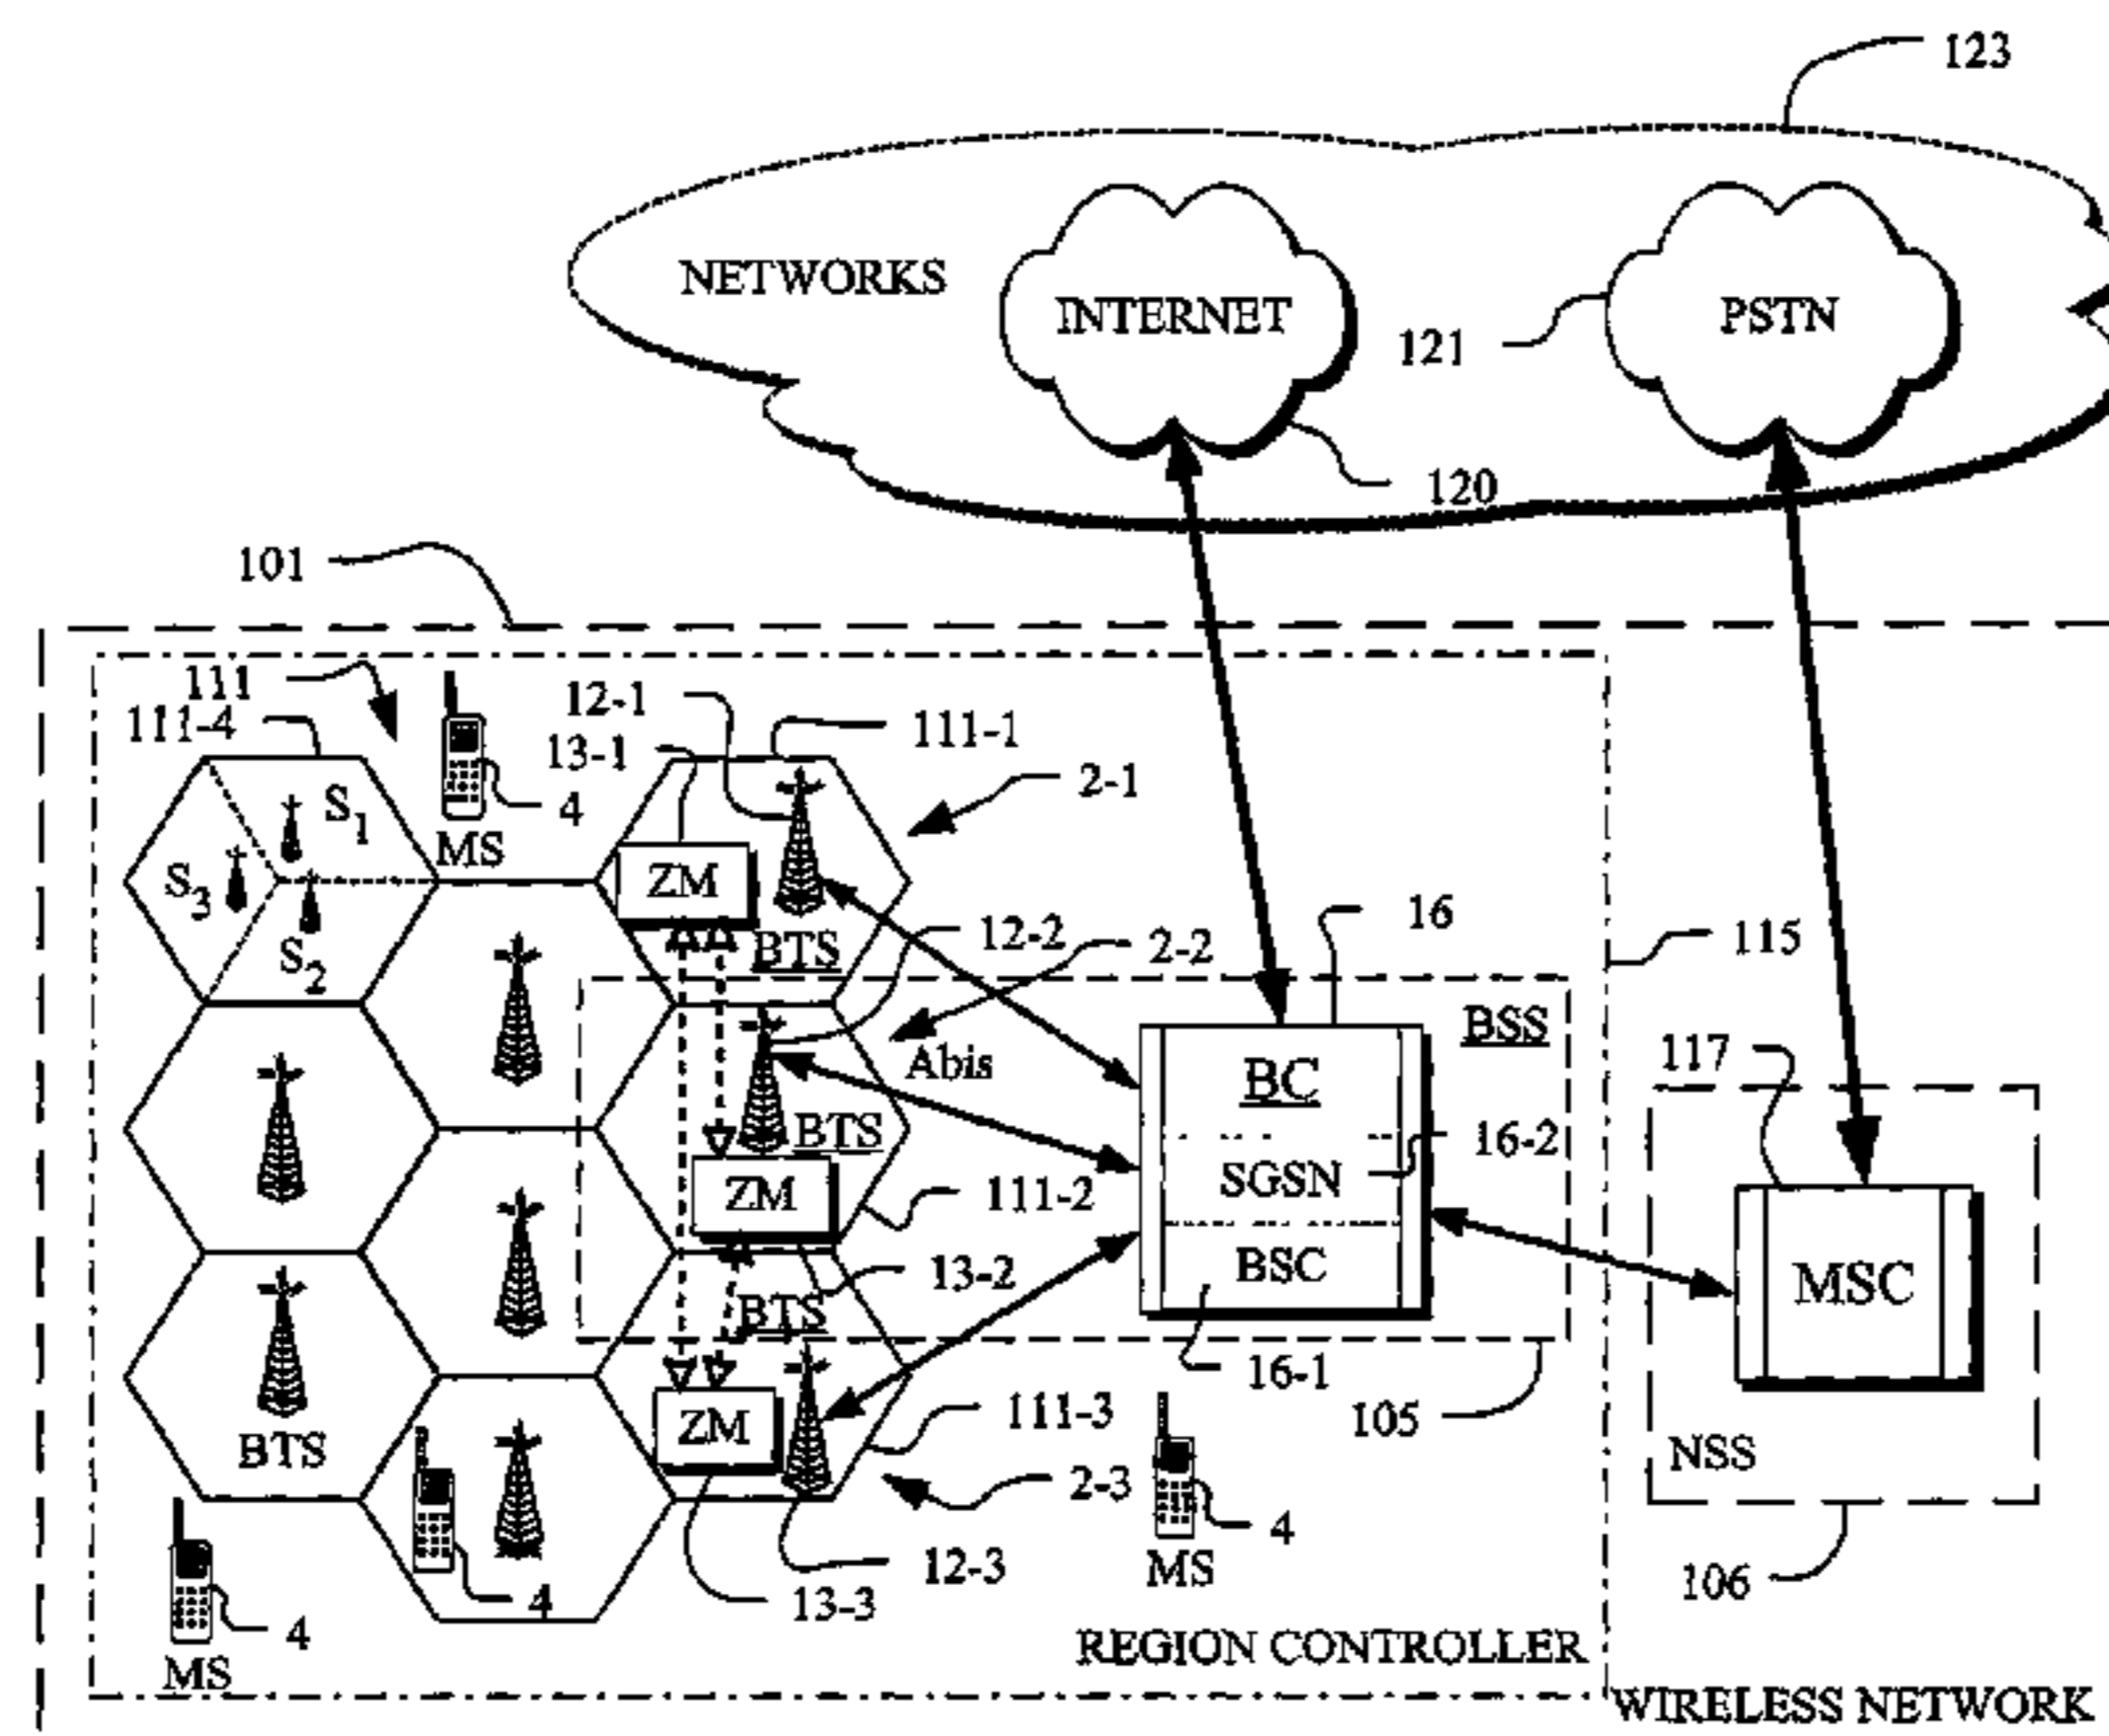 123
NETWORKS
INTERNET
121
PSTN
120
101
111
111-4
12-1
13-1
111-1
2-1
4
MS
S1
S3
S2
ZM
BTS
12-2
2-2
16
115
BSS
Abis
BC
117
BTS
16-2
SGSN
ZM
111-2
BSC
MSC
13-2
BTS
16-1
105
ZM
111-3
NSS
BTS
2-3
4
MS
106
12-3
13-3
4
4
MS
REGION CONTROLLER
WIRELESS NETWORK